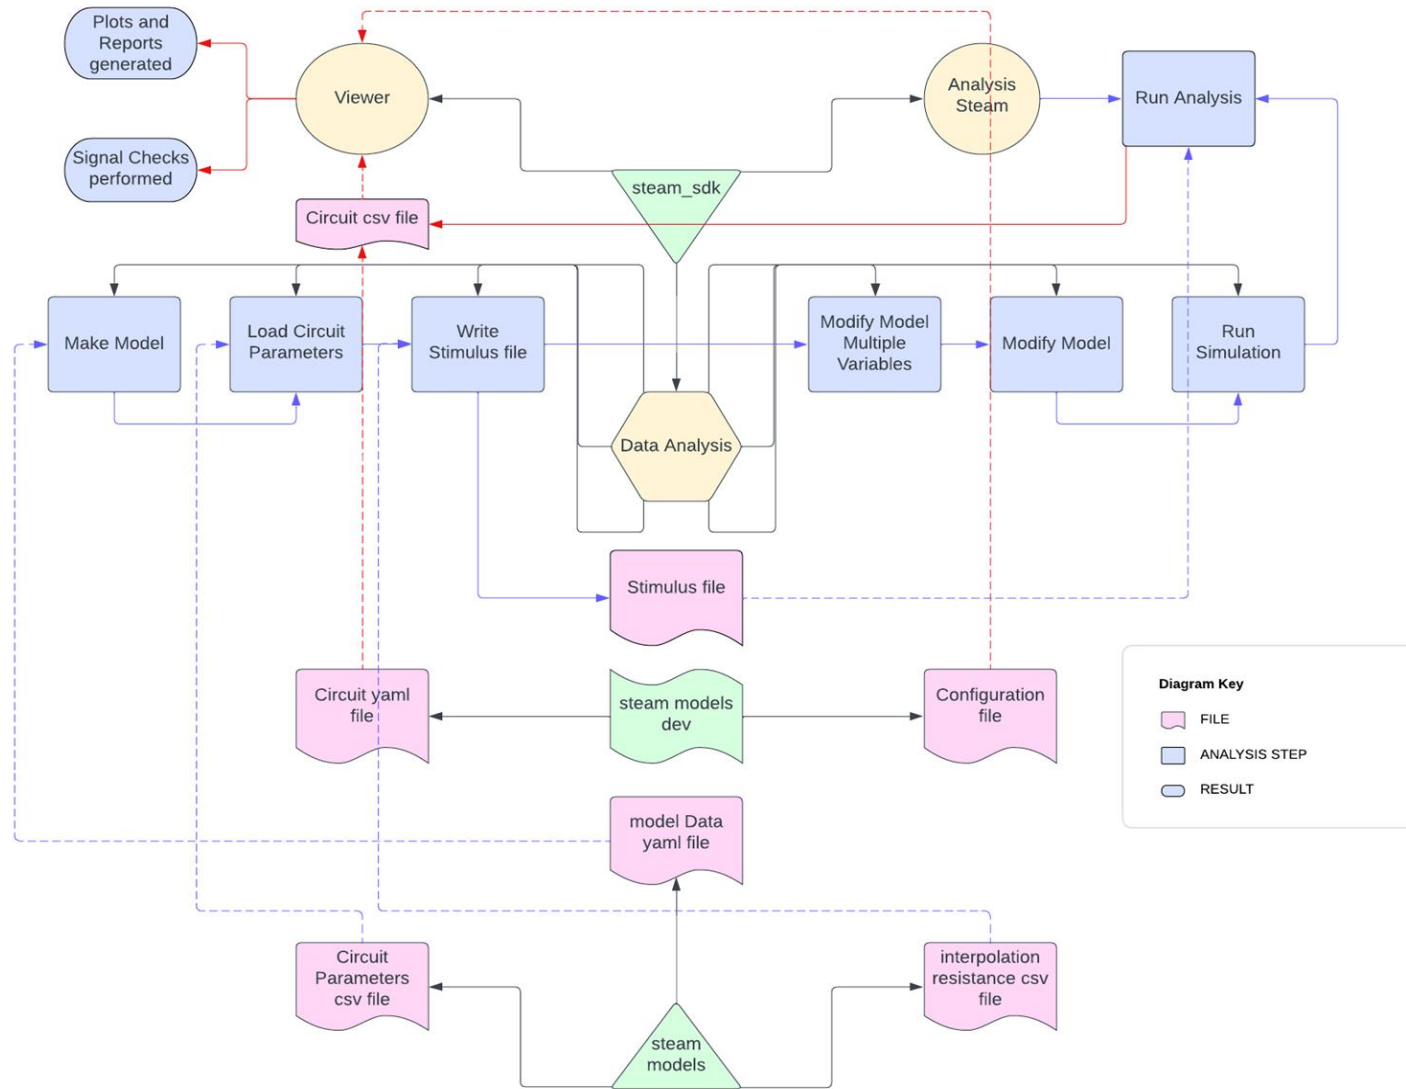 Plots and
Reports
generated
Viewer
Analysis
Steam
Run Analysis
Signal Checks
performed
steam_sdk
Circuit csv file
Make Model
Load Circuit
Parameters
Write
Stimulus file
Modify Model
Multiple
Variables
Modify Model
Run
Simulation
Data Analysis
Stimulus file
Circuit yaml
file
steam models
dev
Configuration
file
Diagram Key
FILE
ANALYSIS STEP
RESULT
model Data
yaml file
Circuit
Parameters
csv file
interpolation
resistance csv
file
steam
models